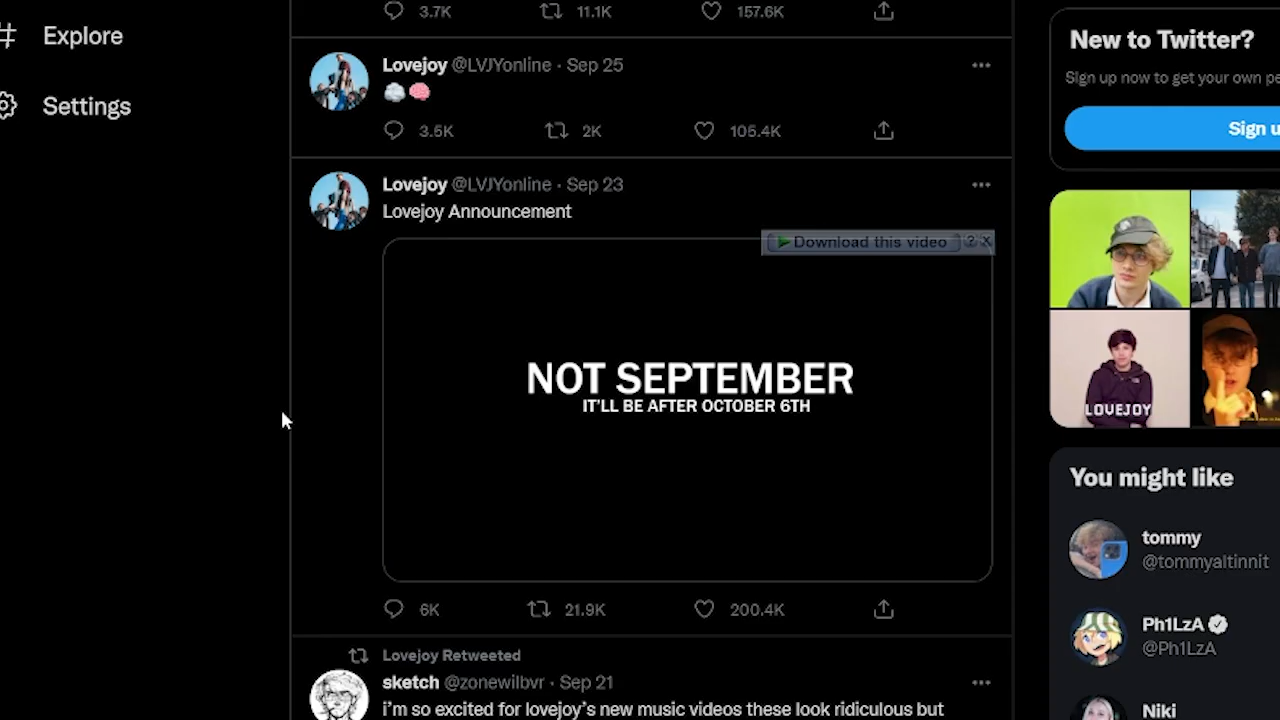 3.7K 11.1K 157.6K
# Explore
Settings
Lovejoy @LVJYonline · Sep 25
3.5K 2K 105.4K
Lovejoy @LVJYonline · Sep 23
Lovejoy Announcement
Download this video ? X
NOT SEPTEMBER
IT'LL BE AFTER OCTOBER 6TH
6K 21.9K 200.4K
Lovejoy Retweeted
sketch @zonewilbvr · Sep 21
i'm so excited for lovejoy's new music videos these look ridiculous but
New to Twitter?
Sign up now to get your own pe
Sign u
LOVEJOY
You might like
tommy
@tommyaltinnit
Ph1LzA
@Ph1LzA
Niki